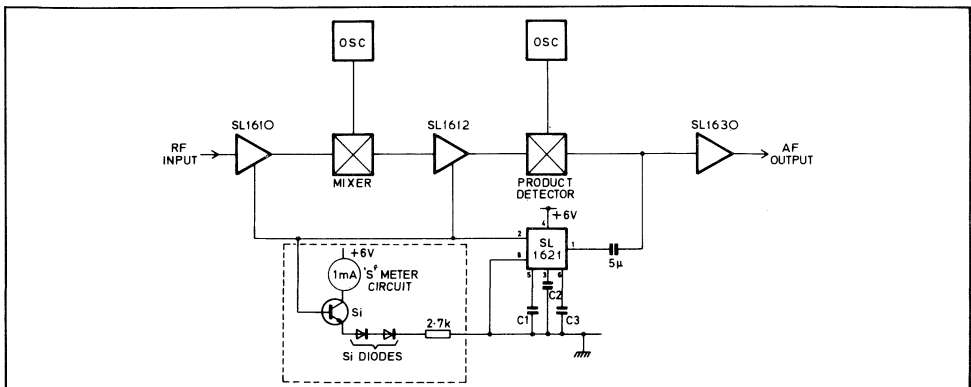 OSC
OSC
SL1610
SL1612
SL1630
RF
INPUT
MIXER
PRODUCT
DETECTOR
AF
OUTPUT
+6V
4
2
SL
1621
1
8
5µ
5
3
6
C1
C2
C3
+6V
1mA
'S' METER
CIRCUIT
Si
2·7k
Si DIODES